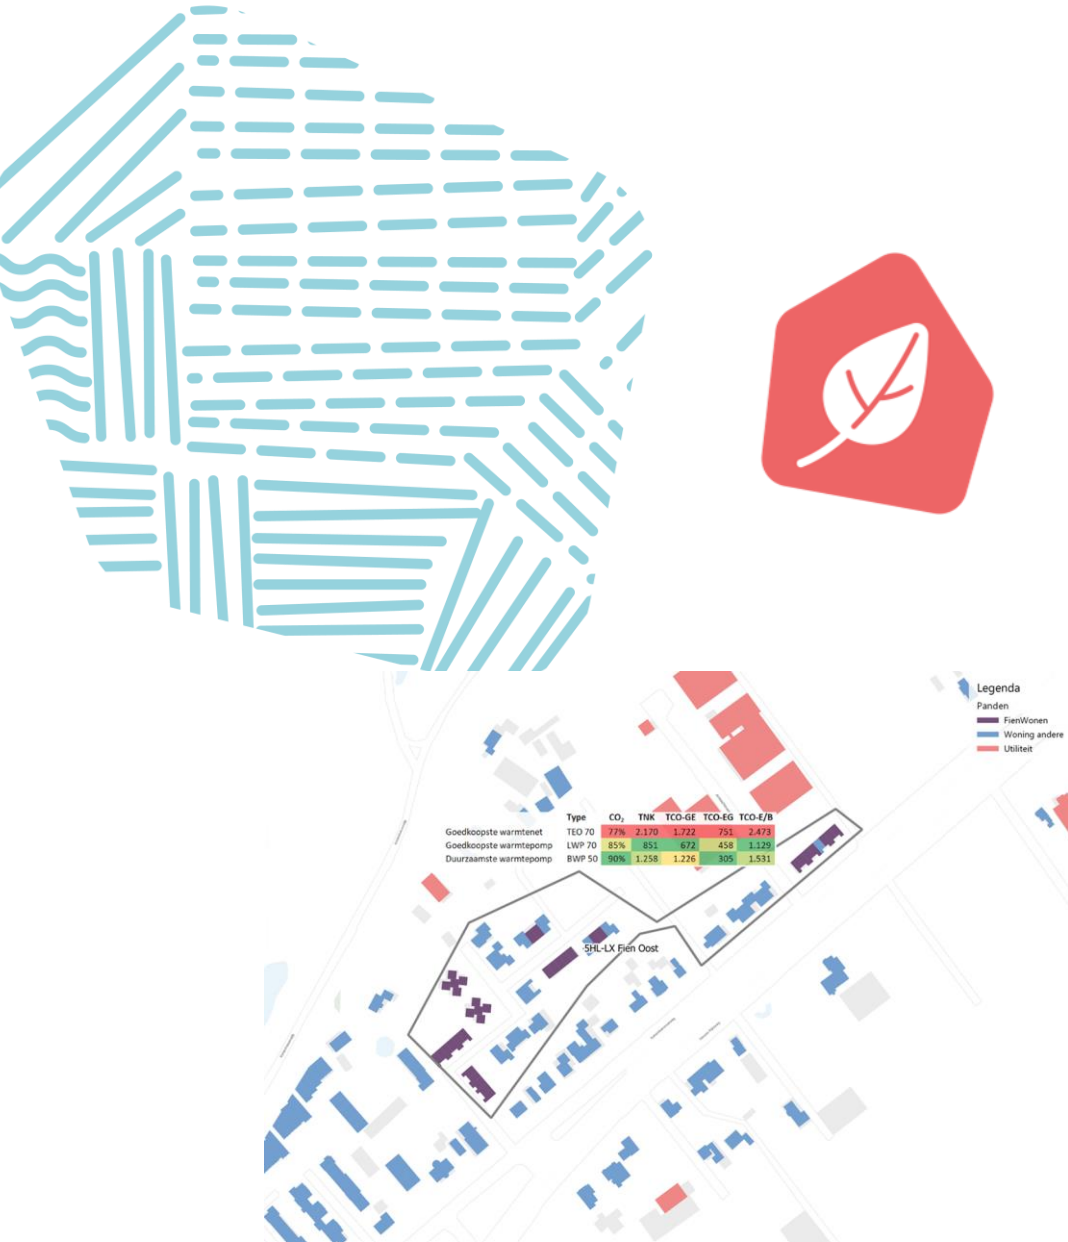 Legenda
Panden
FienWonen
Woning andere
Utiliteit
Type CO₂ TNK TCO-GE TCO-EG TCO-E/B
Goedkoopste warmtenet TEO 70 77% 2.170 1.722 751 2.473
Goedkoopste warmtepomp LWP 70 85% 851 672 458 1.129
Duurzaamste warmtepomp BWP 50 90% 1.258 1.226 305 1.531
5HL-LX Fien Oost